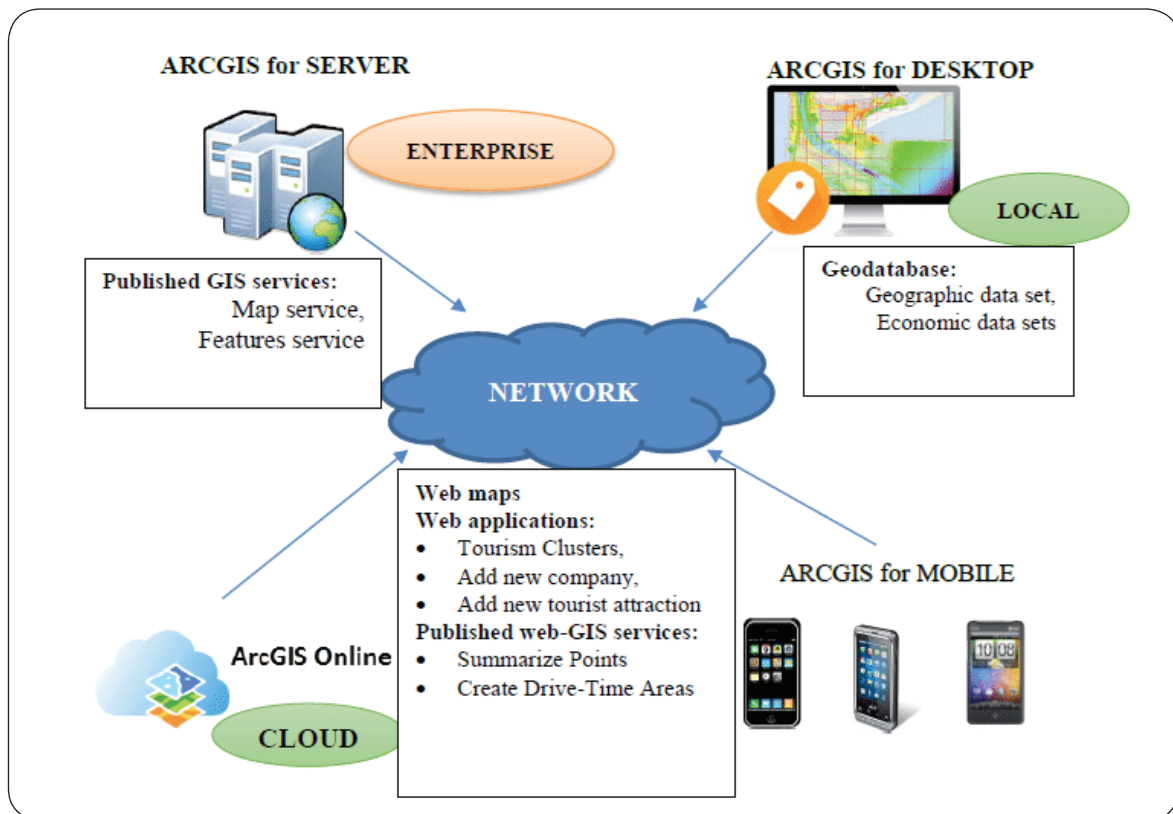 ARCGIS for SERVER
ENTERPRISE
Published GIS services:
Map service,
Features service
ARCGIS for DESKTOP
LOCAL
Geodatabase:
Geographic data set,
Economic data sets
NETWORK
Web maps
Web applications:
• Tourism Clusters,
• Add new company,
• Add new tourist attraction
Published web-GIS services:
• Summarize Points
• Create Drive-Time Areas
ArcGIS Online
CLOUD
ARCGIS for MOBILE
10:08